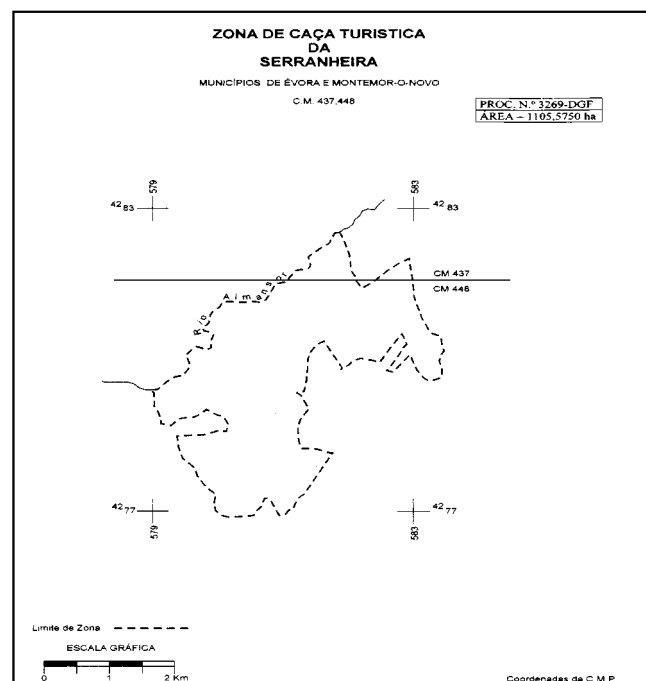 ZONA DE CAÇA TURISTICA
DA
SERRANHEIRA
MUNICÍPIOS DE ÉVORA E MONTEMOR-O-NOVO
C.M. 437,448
PROC. N.º 3269-DGF
ÁREA – 1105,5750 ha
579
583
42 83
42 83
CM 437
CM 448
Rio Almansor
42 77
42 77
579
583
Limite de Zona
ESCALA GRÁFICA
0 1 2 Km
Coordenadas da C.M.P.